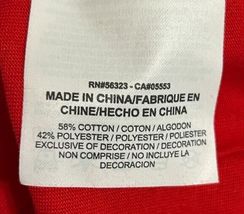 RN#56323 - CA#05553
MADE IN CHINA/FABRIQUE EN
CHINE/HECHO EN CHINA
58% COTTON / COTON / ALGODON
42% POLYESTER / POLYESTER / POLIESTER
EXCLUSIVE OF DECORATION / DECORATION
NON COMPRISE / NO INCLUYE LA
DECORACION